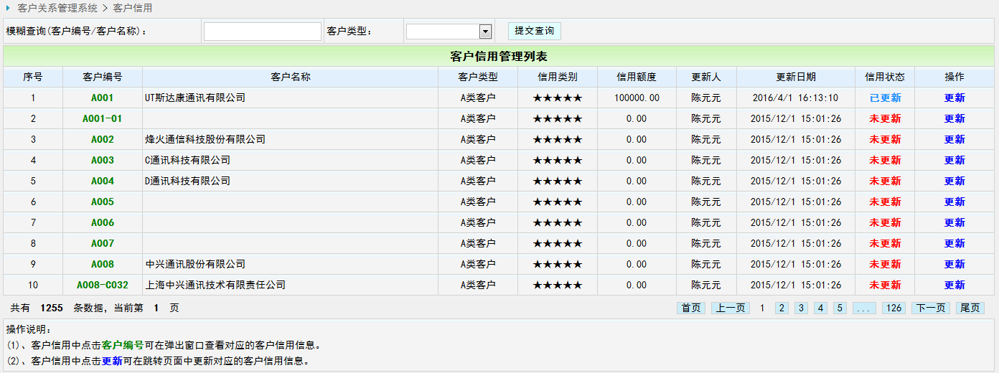 客户关系管理系统 > 客户信用
模糊查询(客户编号/客户名称): 客户类型: 提交查询
客户信用管理列表
序号 客户编号 客户名称 客户类型 信用类别 信用额度 更新人 更新日期 信用状态 操作
1 A001 UT斯达康通讯有限公司 A类客户 ★★★★★ 100000.00 陈元元 2016/4/1 16:13:10 已更新 更新
2 A001-01 A类客户 ★★★★★ 0.00 陈元元 2015/12/1 15:01:26 未更新 更新
3 A002 烽火通信科技股份有限公司 A类客户 ★★★★★ 0.00 陈元元 2015/12/1 15:01:26 未更新 更新
4 A003 C通讯科技有限公司 A类客户 ★★★★★ 0.00 陈元元 2015/12/1 15:01:26 未更新 更新
5 A004 D通讯科技有限公司 A类客户 ★★★★★ 0.00 陈元元 2015/12/1 15:01:26 未更新 更新
6 A005 A类客户 ★★★★★ 0.00 陈元元 2015/12/1 15:01:26 未更新 更新
7 A006 A类客户 ★★★★★ 0.00 陈元元 2015/12/1 15:01:26 未更新 更新
8 A007 A类客户 ★★★★★ 0.00 陈元元 2015/12/1 15:01:26 未更新 更新
9 A008 中兴通讯股份有限公司 A类客户 ★★★★★ 0.00 陈元元 2015/12/1 15:01:26 未更新 更新
10 A008-C032 上海中兴通讯技术有限责任公司 A类客户 ★★★★★ 0.00 陈元元 2015/12/1 15:01:26 未更新 更新
共有 1255 条数据，当前第 1 页 首页 上一页 1 2 3 4 5 ... 126 下一页 尾页
操作说明:
(1)、客户信用中点击客户编号可在弹出窗口查看对应的客户信用信息。
(2)、客户信用中点击更新可在跳转页面中更新对应的客户信用信息。